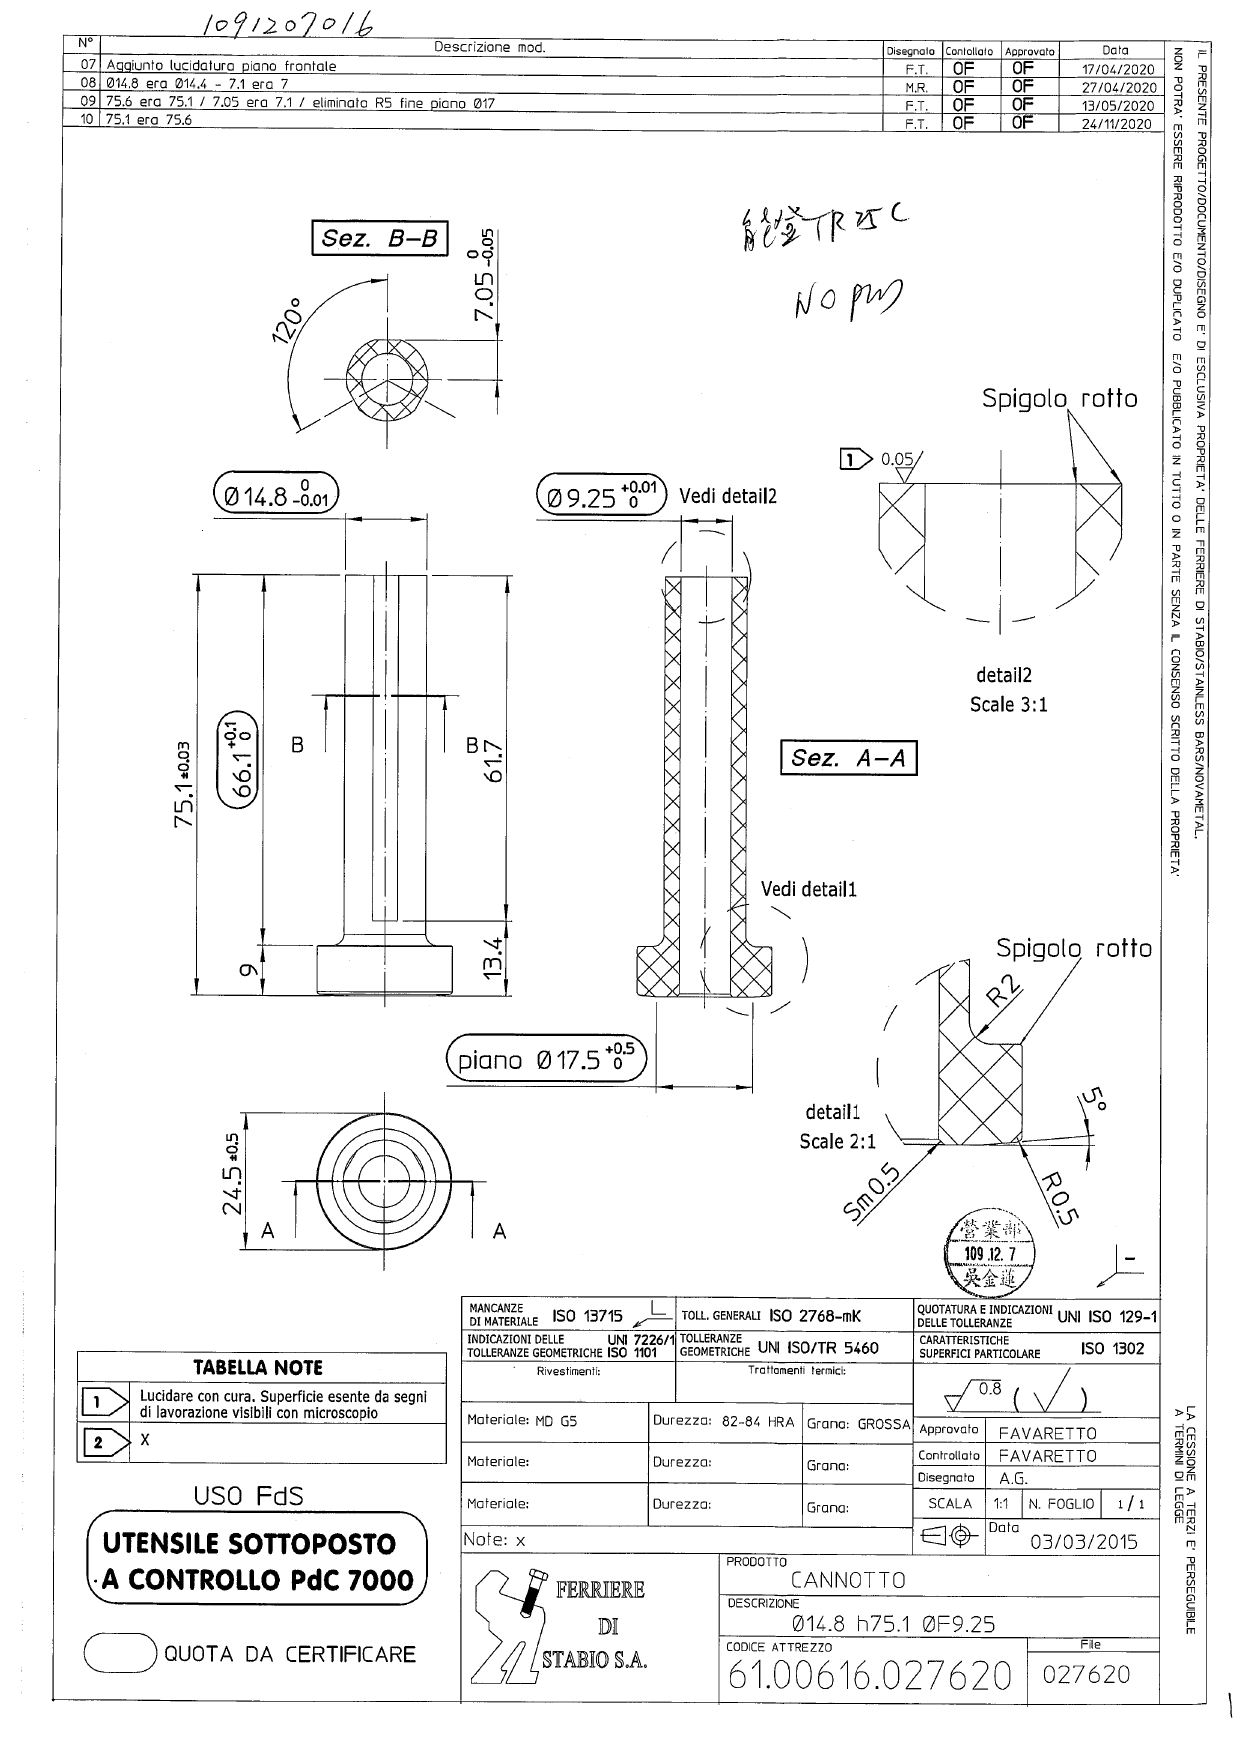 1091207016
N° Descrizione mod. Disegnato Contollato Approvato Data
07 Aggiunto lucidatura piano frontale F.T. OF OF 17/04/2020
08 Ø14.8 era Ø14.4 - 7.1 era 7 M.R. OF OF 27/04/2020
09 75.6 era 75.1 / 7.05 era 7.1 / eliminato R5 fine piano Ø17 F.T. OF OF 13/05/2020
10 75.1 era 75.6 F.T. OF OF 24/11/2020
IL PRESENTE PROGETTO/DOCUMENTO/DISEGNO E' DI ESCLUSIVA PROPRIETA' DELLE FERRIERE DI STABIO/STAINLESS BARS/NOVAMETAL.
NON POTRA' ESSERE RIPRODOTTO E/O DUPLICATO E/O PUBBLICATO IN TUTTO O IN PARTE SENZA IL CONSENSO SCRITTO DELLA PROPRIETA'
TR 25 C
NO
Sez. B-B
120°
7.05 0 -0.05
Spigolo rotto
1 0.05
Ø14.8 0 -0.01
Ø9.25 +0.01 0
Vedi detail2
detail2
Scale 3:1
75.1 ±0.03
66.1 +0.1 0
B B
61.7
Sez. A-A
Vedi detail1
9
13.4
Spigolo rotto
R2
piano Ø17.5 +0.5 0
detail1
Scale 2:1
5°
Sm0.5
R0.5
24.5 ±0.5
A A
營業部
109.12.7
吳金蓮
MANCANZE DI MATERIALE ISO 13715
TOLL. GENERALI ISO 2768-mK
QUOTATURA E INDICAZIONI DELLE TOLLERANZE UNI ISO 129-1
INDICAZIONI DELLE TOLLERANZE GEOMETRICHE UNI 7226/1 ISO 1101
TOLLERANZE GEOMETRICHE UNI ISO/TR 5460
CARATTERISTICHE SUPERFICI PARTICOLARE ISO 1302
Rivestimenti: Trattamenti termici:
0.8 ( )
Materiale: MD G5 Durezza: 82-84 HRA Grana: GROSSA
Materiale: Durezza: Grana:
Materiale: Durezza: Grana:
Note: x
Approvato FAVARETTO
Controllato FAVARETTO
Disegnato A.G.
SCALA 1:1 N. FOGLIO 1/1
Data 03/03/2015
TABELLA NOTE
1 Lucidare con cura. Superficie esente da segni
di lavorazione visibili con microscopio
2 X
USO FdS
UTENSILE SOTTOPOSTO
A CONTROLLO PdC 7000
QUOTA DA CERTIFICARE
FERRIERE
DI
STABIO S.A.
PRODOTTO
CANNOTTO
DESCRIZIONE
Ø14.8 h75.1 ØF9.25
CODICE ATTREZZO
61.00616.027620
File
027620
LA CESSIONE A TERZI E' PERSEGUIBILE
A TERMINI DI LEGGE
1